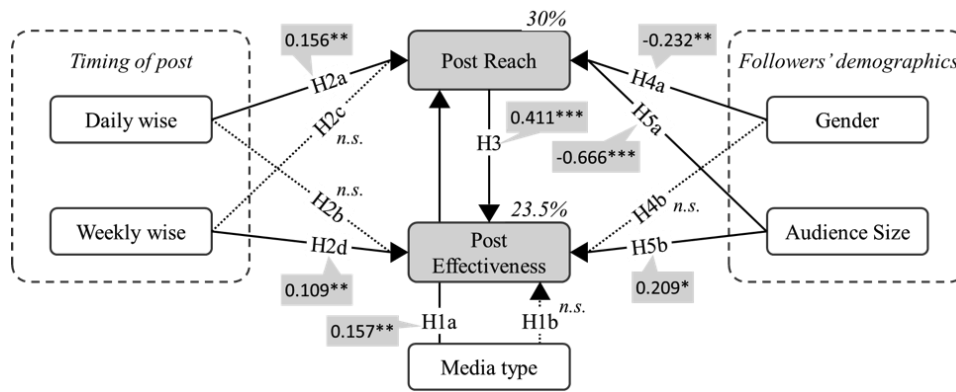 30%
Timing of post
0.156**
-0.232**
Followers' demographics
H2a
Post Reach
H4a
Daily wise
H2c
n.s.
0.411***
H5a
Gender
H3
-0.666***
n.s.
H2b
23.5%
H4b
n.s.
Weekly wise
H2d
Post
Effectiveness
H5b
Audience Size
0.109**
0.209*
0.157**
H1a
H1b
n.s.
Media type